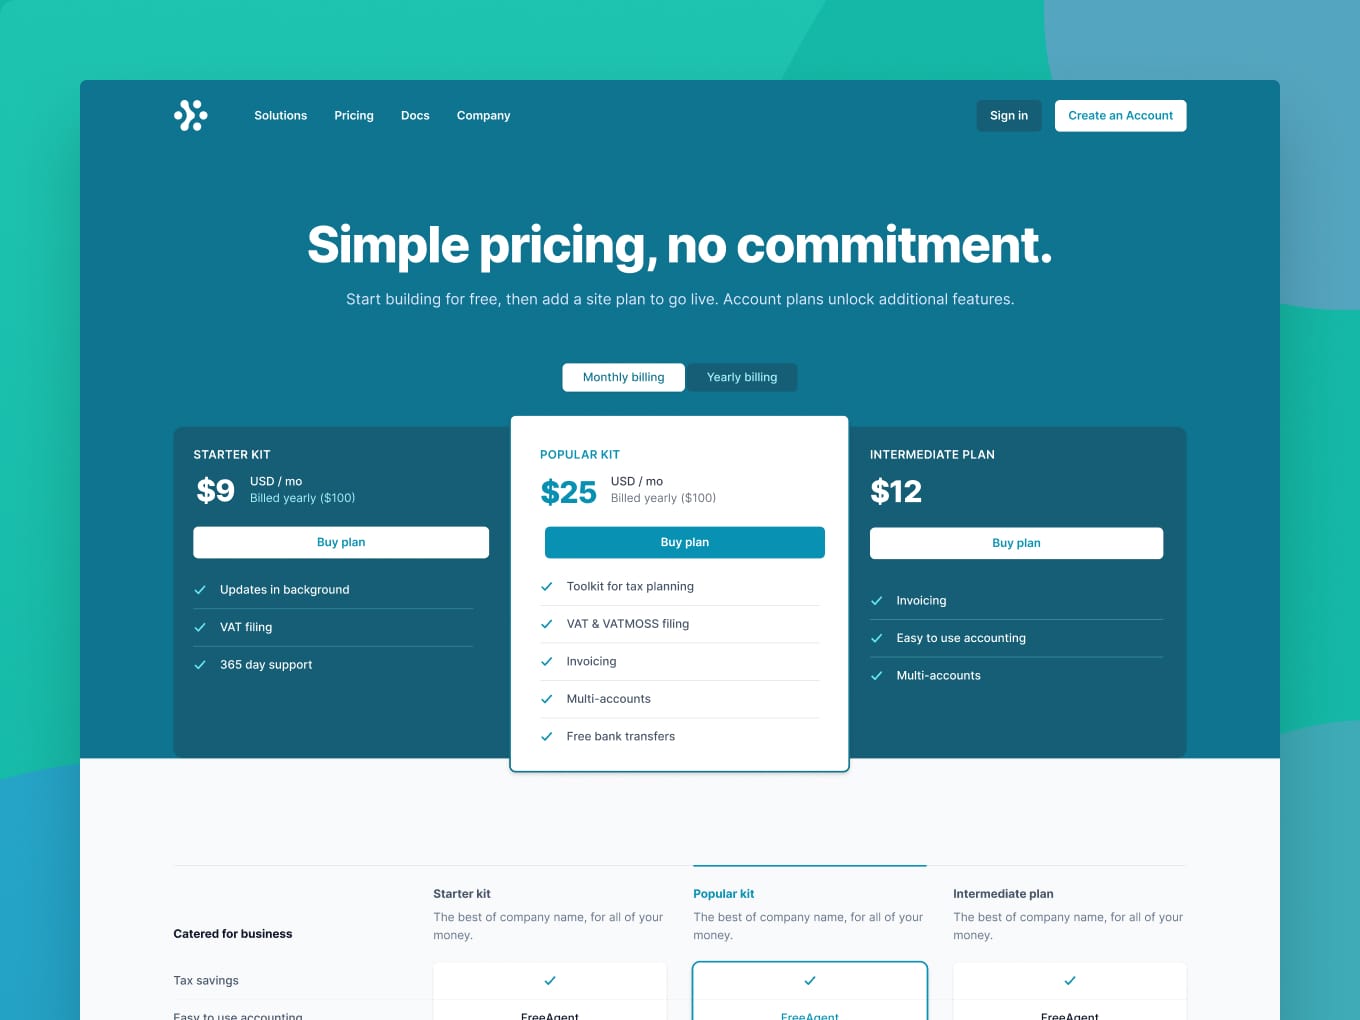 Solutions
Pricing
Docs
Company
Sign in
Create an Account
Simple pricing, no commitment.
Start building for free, then add a site plan to go live. Account plans unlock additional features.
Monthly billing
Yearly billing
STARTER KIT
$9
USD / mo
Billed yearly ($100)
Buy plan
Updates in background
VAT filing
365 day support
POPULAR KIT
$25
USD / mo
Billed yearly ($100)
Buy plan
Toolkit for tax planning
VAT & VATMOSS filing
Invoicing
Multi-accounts
Free bank transfers
INTERMEDIATE PLAN
$12
Buy plan
Invoicing
Easy to use accounting
Multi-accounts
Catered for business
Starter kit
The best of company name, for all of your
money.
Popular kit
The best of company name, for all of your
money.
Intermediate plan
The best of company name, for all of your
money.
Tax savings
Easy to use accounting
FreeAgent
FreeAgent
FreeAgent